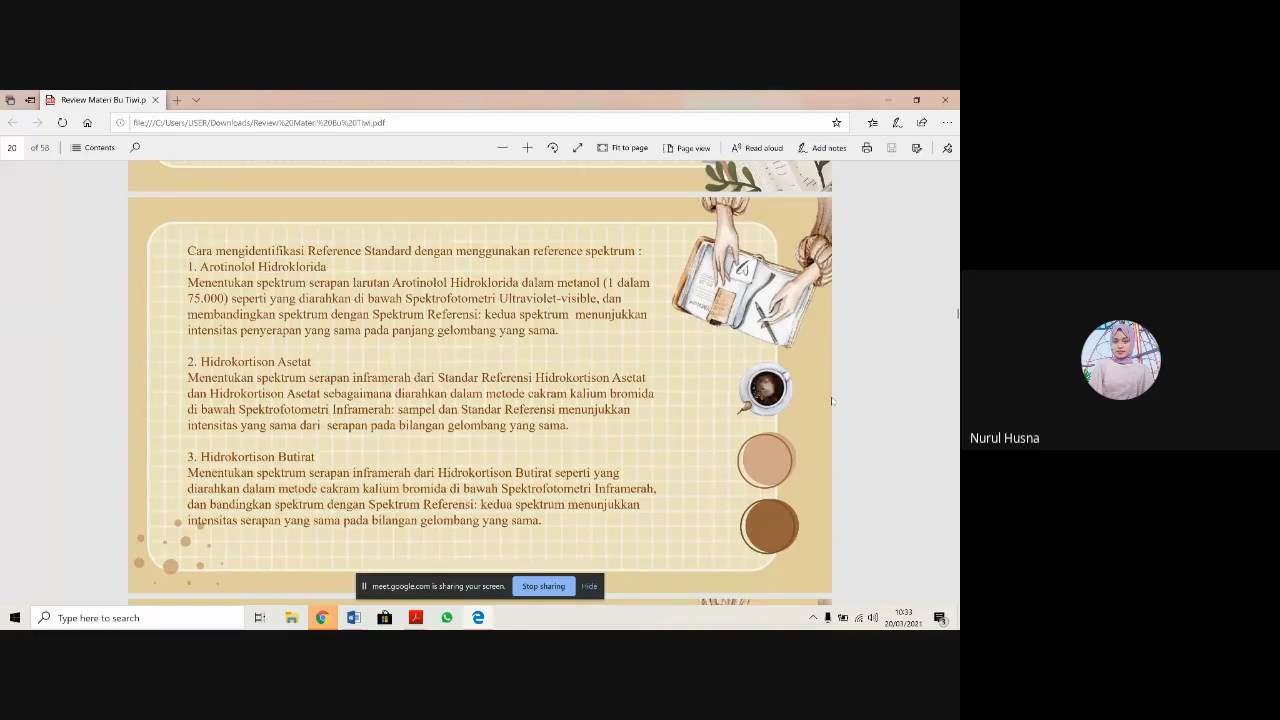 Review Materi Bu Tiwi.p
file:///C:/Users/USER/Downloads/Review%20Materi%20Bu%20Tiwi.pdf
20 of 58 Contents Fit to page Page view Read aloud Add notes
Cara mengidentifikasi Reference Standard dengan menggunakan reference spektrum :
1. Arotinolol Hidroklorida
Menentukan spektrum serapan larutan Arotinolol Hidroklorida dalam metanol (1 dalam
75.000) seperti yang diarahkan di bawah Spektrofotometri Ultraviolet-visible, dan
membandingkan spektrum dengan Spektrum Referensi: kedua spektrum menunjukkan
intensitas penyerapan yang sama pada panjang gelombang yang sama.
2. Hidrokortison Asetat
Menentukan spektrum serapan inframerah dari Standar Referensi Hidrokortison Asetat
dan Hidrokortison Asetat sebagaimana diarahkan dalam metode cakram kalium bromida
di bawah Spektrofotometri Inframerah: sampel dan Standar Referensi menunjukkan
intensitas yang sama dari serapan pada bilangan gelombang yang sama.
3. Hidrokortison Butirat
Menentukan spektrum serapan inframerah dari Hidrokortison Butirat seperti yang
diarahkan dalam metode cakram kalium bromida di bawah Spektrofotometri Inframerah,
dan bandingkan spektrum dengan Spektrum Referensi: kedua spektrum menunjukkan
intensitas serapan yang sama pada bilangan gelombang yang sama.
Nurul Husna
meet.google.com is sharing your screen. Stop sharing Hide
Type here to search
10:33
20/03/2021